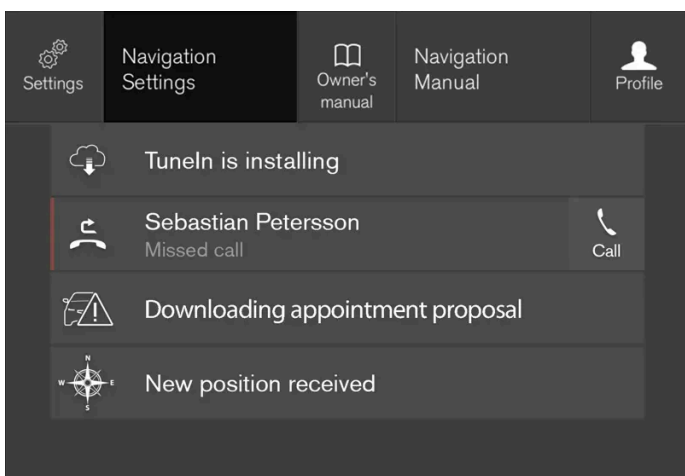 Settings
Navigation
Settings
Owner's
manual
Navigation
Manual
Profile
TuneIn is installing
Sebastian Petersson
Missed call
Call
Downloading appointment proposal
N
W
E
S
New position received